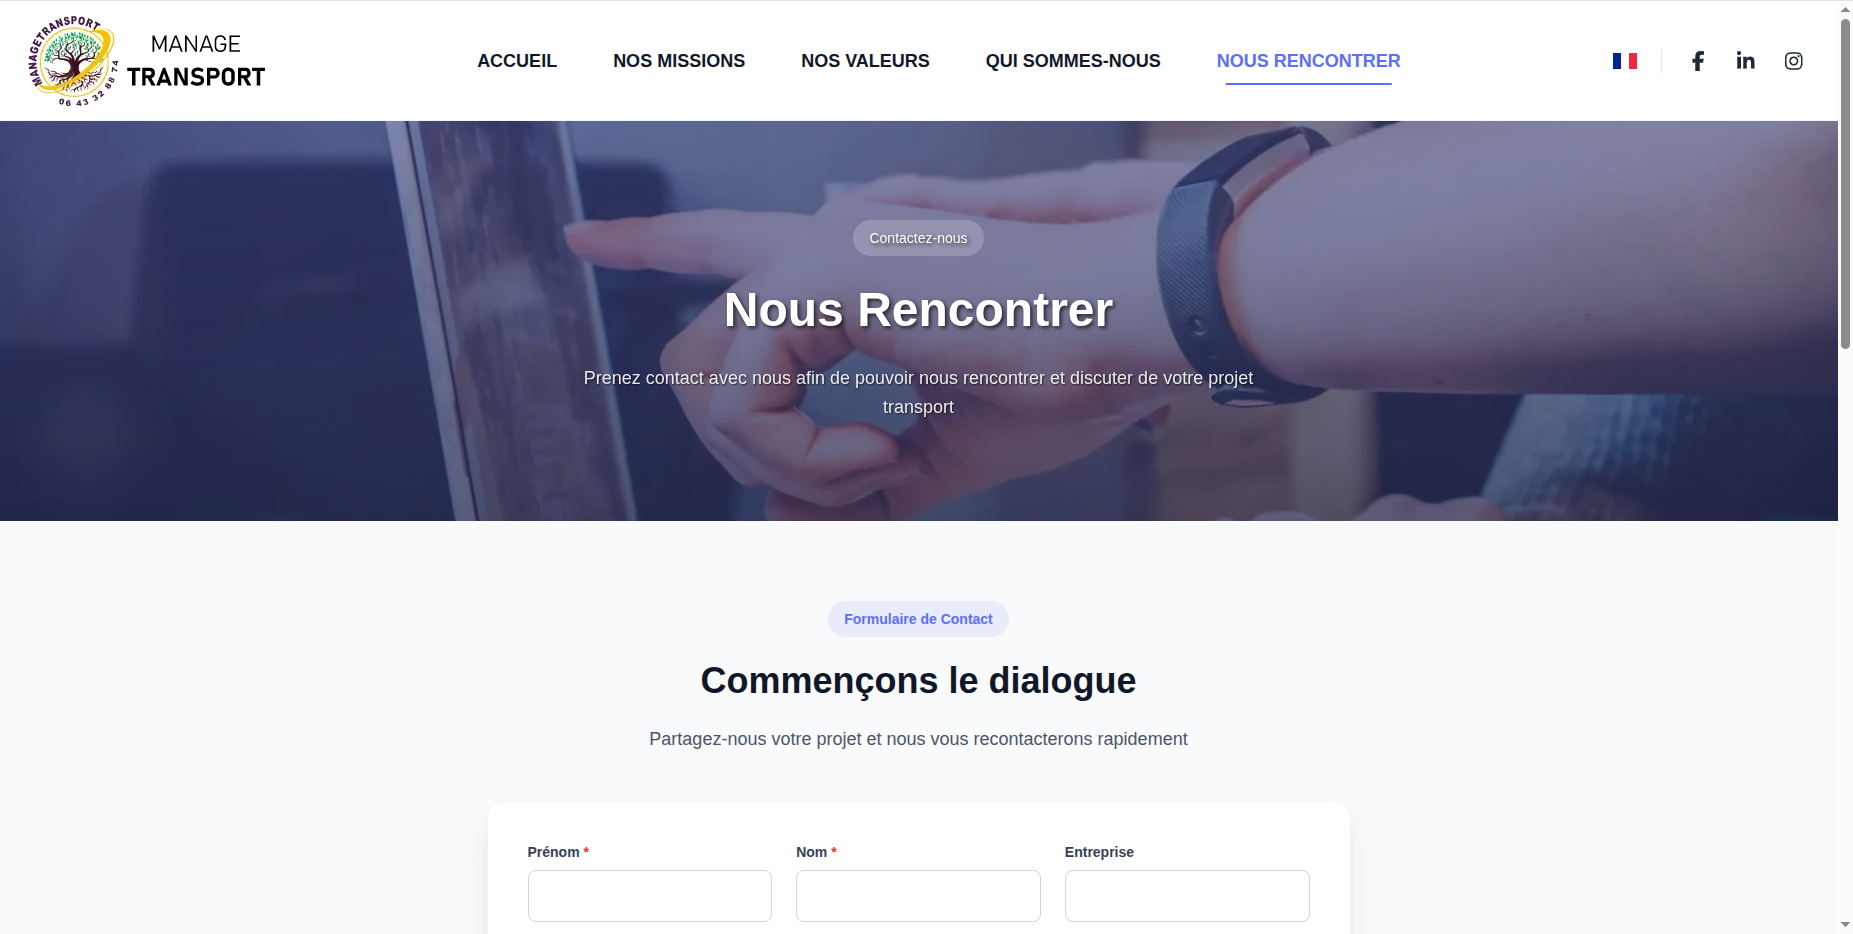 MANAGETRANSPORT
06 43 32 88 74
MANAGE
TRANSPORT
ACCUEIL
NOS MISSIONS
NOS VALEURS
QUI SOMMES-NOUS
NOUS RENCONTRER
Contactez-nous
Nous Rencontrer
Prenez contact avec nous afin de pouvoir nous rencontrer et discuter de votre projet
transport
Formulaire de Contact
Commençons le dialogue
Partagez-nous votre projet et nous vous recontacterons rapidement
Prénom *
Nom *
Entreprise